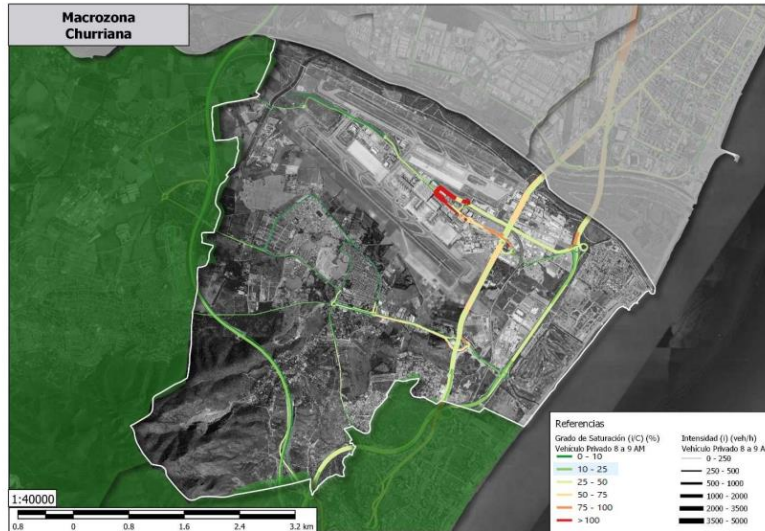 Macrozona
Churriana
Referencias
Grado de Saturación (I/C) (%)
Vehículo Privado 8 a 9 AM
0 - 10
10 - 25
25 - 50
50 - 75
75 - 100
> 100
Intensidad (I) (veh/h)
Vehículo Privado 8 a 9 A
0 - 250
250 - 500
500 - 1000
1000 - 2000
2000 - 3500
3500 - 5000
1:40000
0.8 0 0.8 1.6 2.4 3.2 km